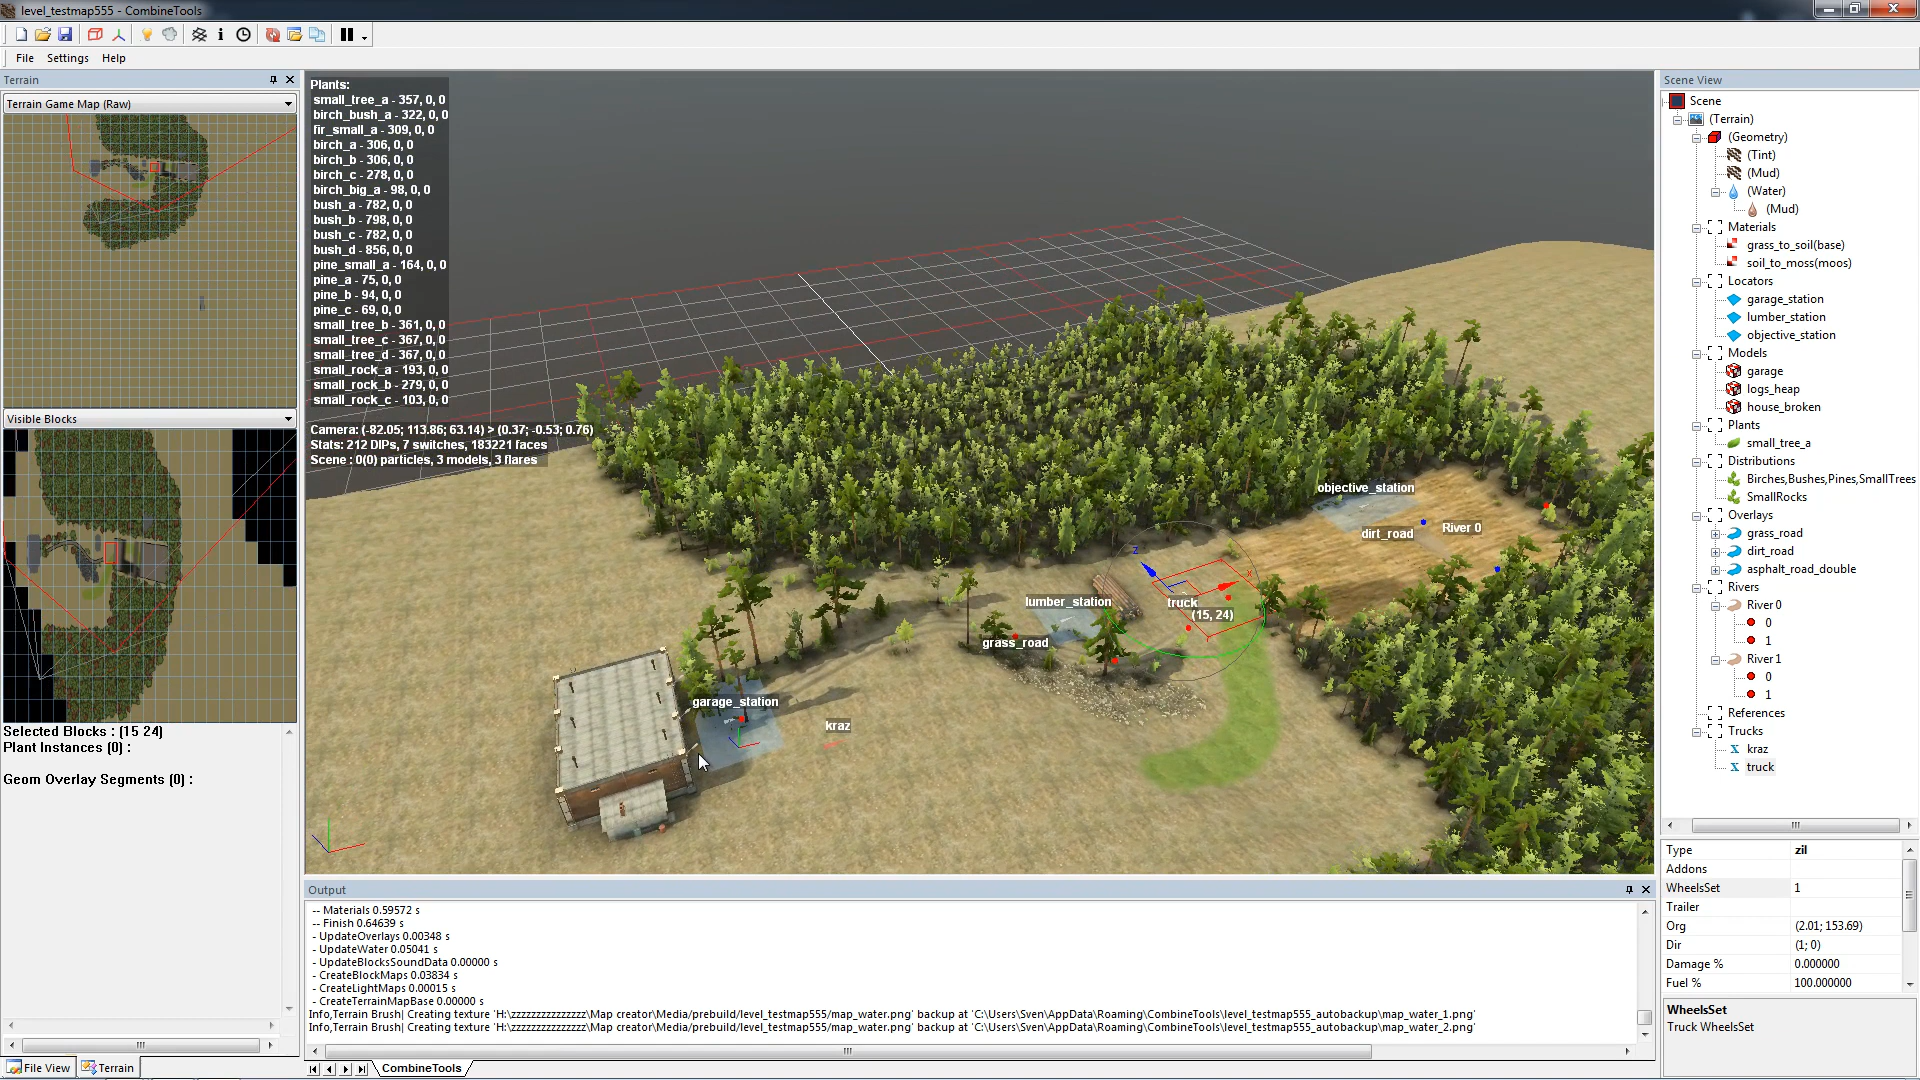 level_testmap555 - CombineTools
File Settings Help
Terrain
Terrain Game Map (Raw)
Visible Blocks
Selected Blocks : (15 24)
Plant Instances (0) :
Geom Overlay Segments (0) :
File View Terrain
Plants:
small_tree_a - 357, 0, 0
birch_bush_a - 322, 0, 0
fir_small_a - 309, 0, 0
birch_a - 306, 0, 0
birch_b - 306, 0, 0
birch_c - 278, 0, 0
birch_big_a - 98, 0, 0
bush_a - 782, 0, 0
bush_b - 798, 0, 0
bush_c - 782, 0, 0
bush_d - 856, 0, 0
pine_small_a - 164, 0, 0
pine_a - 75, 0, 0
pine_b - 94, 0, 0
pine_c - 69, 0, 0
small_tree_b - 361, 0, 0
small_tree_c - 367, 0, 0
small_tree_d - 367, 0, 0
small_rock_a - 193, 0, 0
small_rock_b - 279, 0, 0
small_rock_c - 103, 0, 0
Camera: (-82.05; 113.86; 63.14) > (0.37; -0.53; 0.76)
Stats: 212 DIPs, 7 switches, 183221 faces
Scene : 0(0) particles, 3 models, 3 flares
objective_station
dirt_road
River 0
Z
X
lumber_station
truck
(15, 24)
grass_road
garage_station
kraz
Output
-- Materials 0.59572 s
-- Finish 0.64639 s
- UpdateOverlays 0.00348 s
- UpdateWater 0.05041 s
- UpdateBlocksSoundData 0.00000 s
- CreateBlockMaps 0.03834 s
- CreateLightMaps 0.00015 s
- CreateTerrainMapBase 0.00000 s
Info,Terrain Brush| Creating texture 'H:\zzzzzzzzzzzzzzz\Map creator\Media/prebuild/level_testmap555/map_water.png' backup at 'C:\Users\Sven\AppData\Roaming\CombineTools\level_testmap555_autobackup\map_water_1.png'
Info,Terrain Brush| Creating texture 'H:\zzzzzzzzzzzzzzz\Map creator\Media/prebuild/level_testmap555/map_water.png' backup at 'C:\Users\Sven\AppData\Roaming\CombineTools\level_testmap555_autobackup\map_water_2.png'
CombineTools
Scene View
Scene
(Terrain)
(Geometry)
(Tint)
(Mud)
(Water)
(Mud)
Materials
grass_to_soil(base)
soil_to_moss(moos)
Locators
garage_station
lumber_station
objective_station
Models
garage
logs_heap
house_broken
Plants
small_tree_a
Distributions
Birches,Bushes,Pines,SmallTrees
SmallRocks
Overlays
grass_road
dirt_road
asphalt_road_double
Rivers
River 0
0
1
River 1
0
1
References
Trucks
kraz
truck
Type zil
Addons
WheelsSet 1
Trailer
Org (2.01; 153.69)
Dir (1; 0)
Damage % 0.000000
Fuel % 100.000000
WheelsSet
Truck WheelsSet